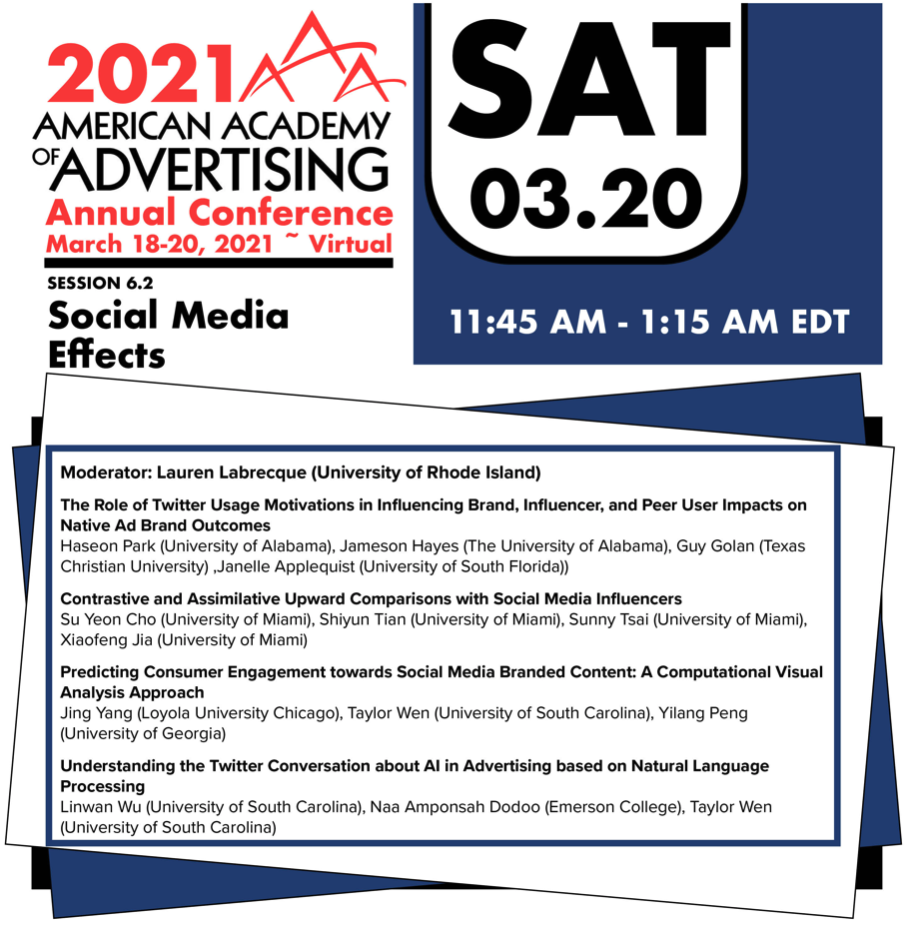 2021
AMERICAN ACADEMY
OF ADVERTISING
Annual Conference
March 18-20, 2021 ~ Virtual
SESSION 6.2
Social Media
Effects
SAT
03.20
11:45 AM - 1:15 AM EDT
Moderator: Lauren Labrecque (University of Rhode Island)
The Role of Twitter Usage Motivations in Influencing Brand, Influencer, and Peer User Impacts on
Native Ad Brand Outcomes
Haseon Park (University of Alabama), Jameson Hayes (The University of Alabama), Guy Golan (Texas
Christian University) ,Janelle Applequist (University of South Florida))
Contrastive and Assimilative Upward Comparisons with Social Media Influencers
Su Yeon Cho (University of Miami), Shiyun Tian (University of Miami), Sunny Tsai (University of Miami),
Xiaofeng Jia (University of Miami)
Predicting Consumer Engagement towards Social Media Branded Content: A Computational Visual
Analysis Approach
Jing Yang (Loyola University Chicago), Taylor Wen (University of South Carolina), Yilang Peng
(University of Georgia)
Understanding the Twitter Conversation about AI in Advertising based on Natural Language
Processing
Linwan Wu (University of South Carolina), Naa Amponsah Dodoo (Emerson College), Taylor Wen
(University of South Carolina)